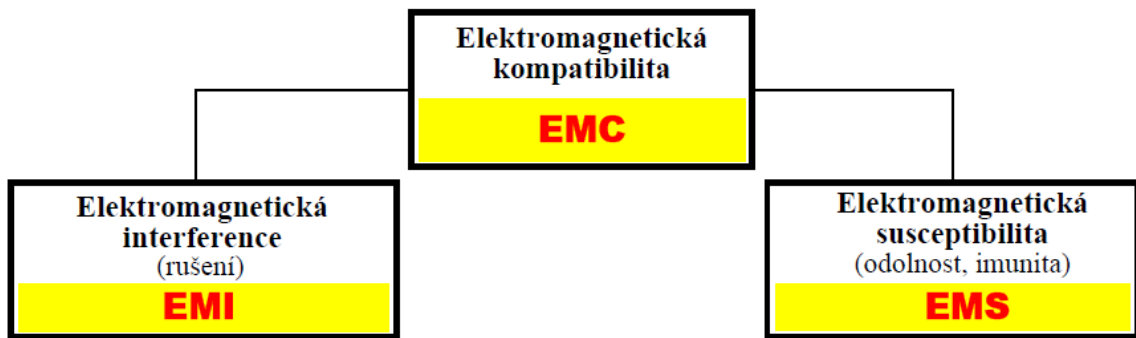 Elektromagnetická
kompatibilita
EMC
Elektromagnetická
interference
(rušení)
EMI
Elektromagnetická
susceptibilita
(odolnost, imunita)
EMS